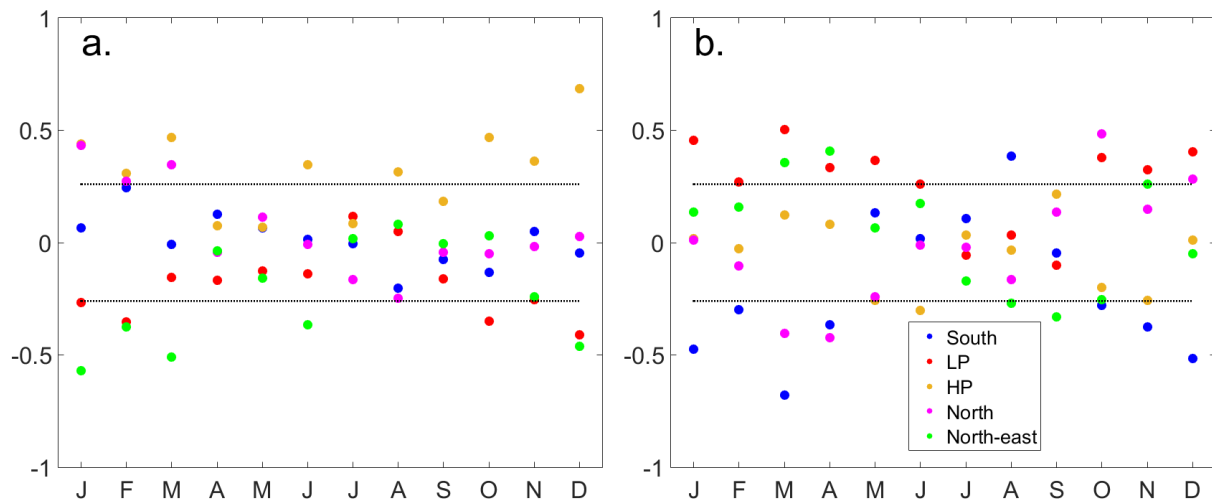 a.
1
0.5
0
-0.5
-1
J F M A M J J A S O N D
b.
1
0.5
0
-0.5
-1
South
LP
HP
North
North-east
J F M A M J J A S O N D